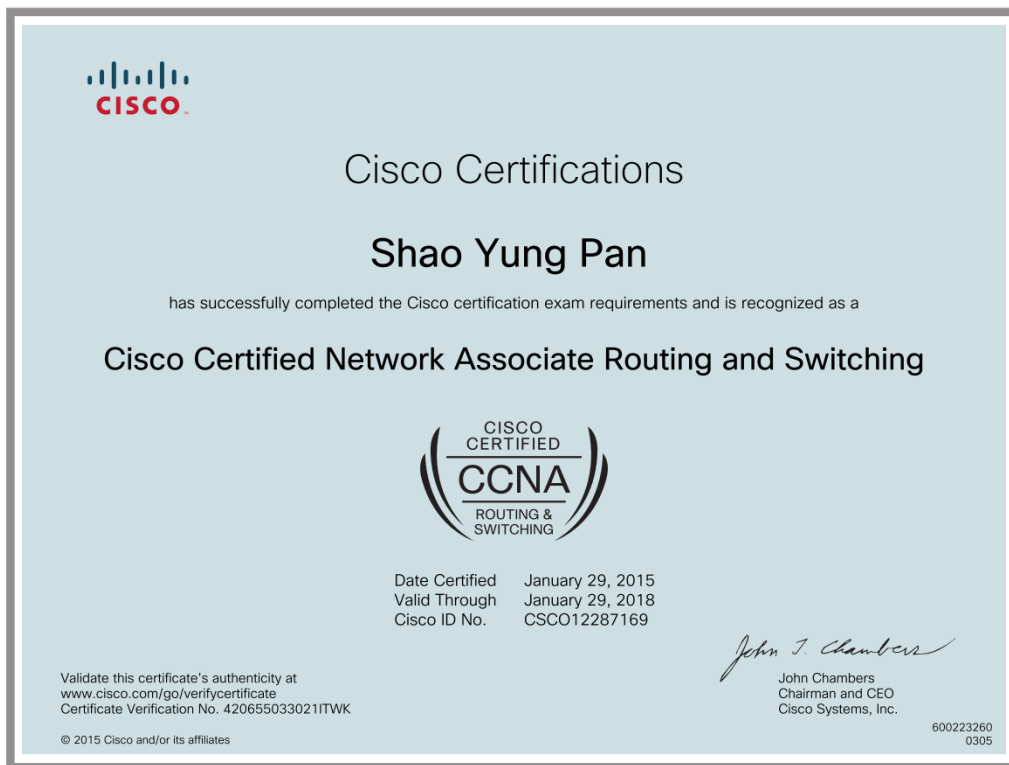 CISCO
Cisco Certifications
Shao Yung Pan
has successfully completed the Cisco certification exam requirements and is recognized as a
Cisco Certified Network Associate Routing and Switching
CISCO
CERTIFIED
CCNA
ROUTING &
SWITCHING
Date Certified January 29, 2015
Valid Through January 29, 2018
Cisco ID No. CSCO12287169
John T. Chambers
Validate this certificate's authenticity at
www.cisco.com/go/verifycertificate
Certificate Verification No. 420655033021ITWK
John Chambers
Chairman and CEO
Cisco Systems, Inc.
© 2015 Cisco and/or its affiliates
600223260
0305